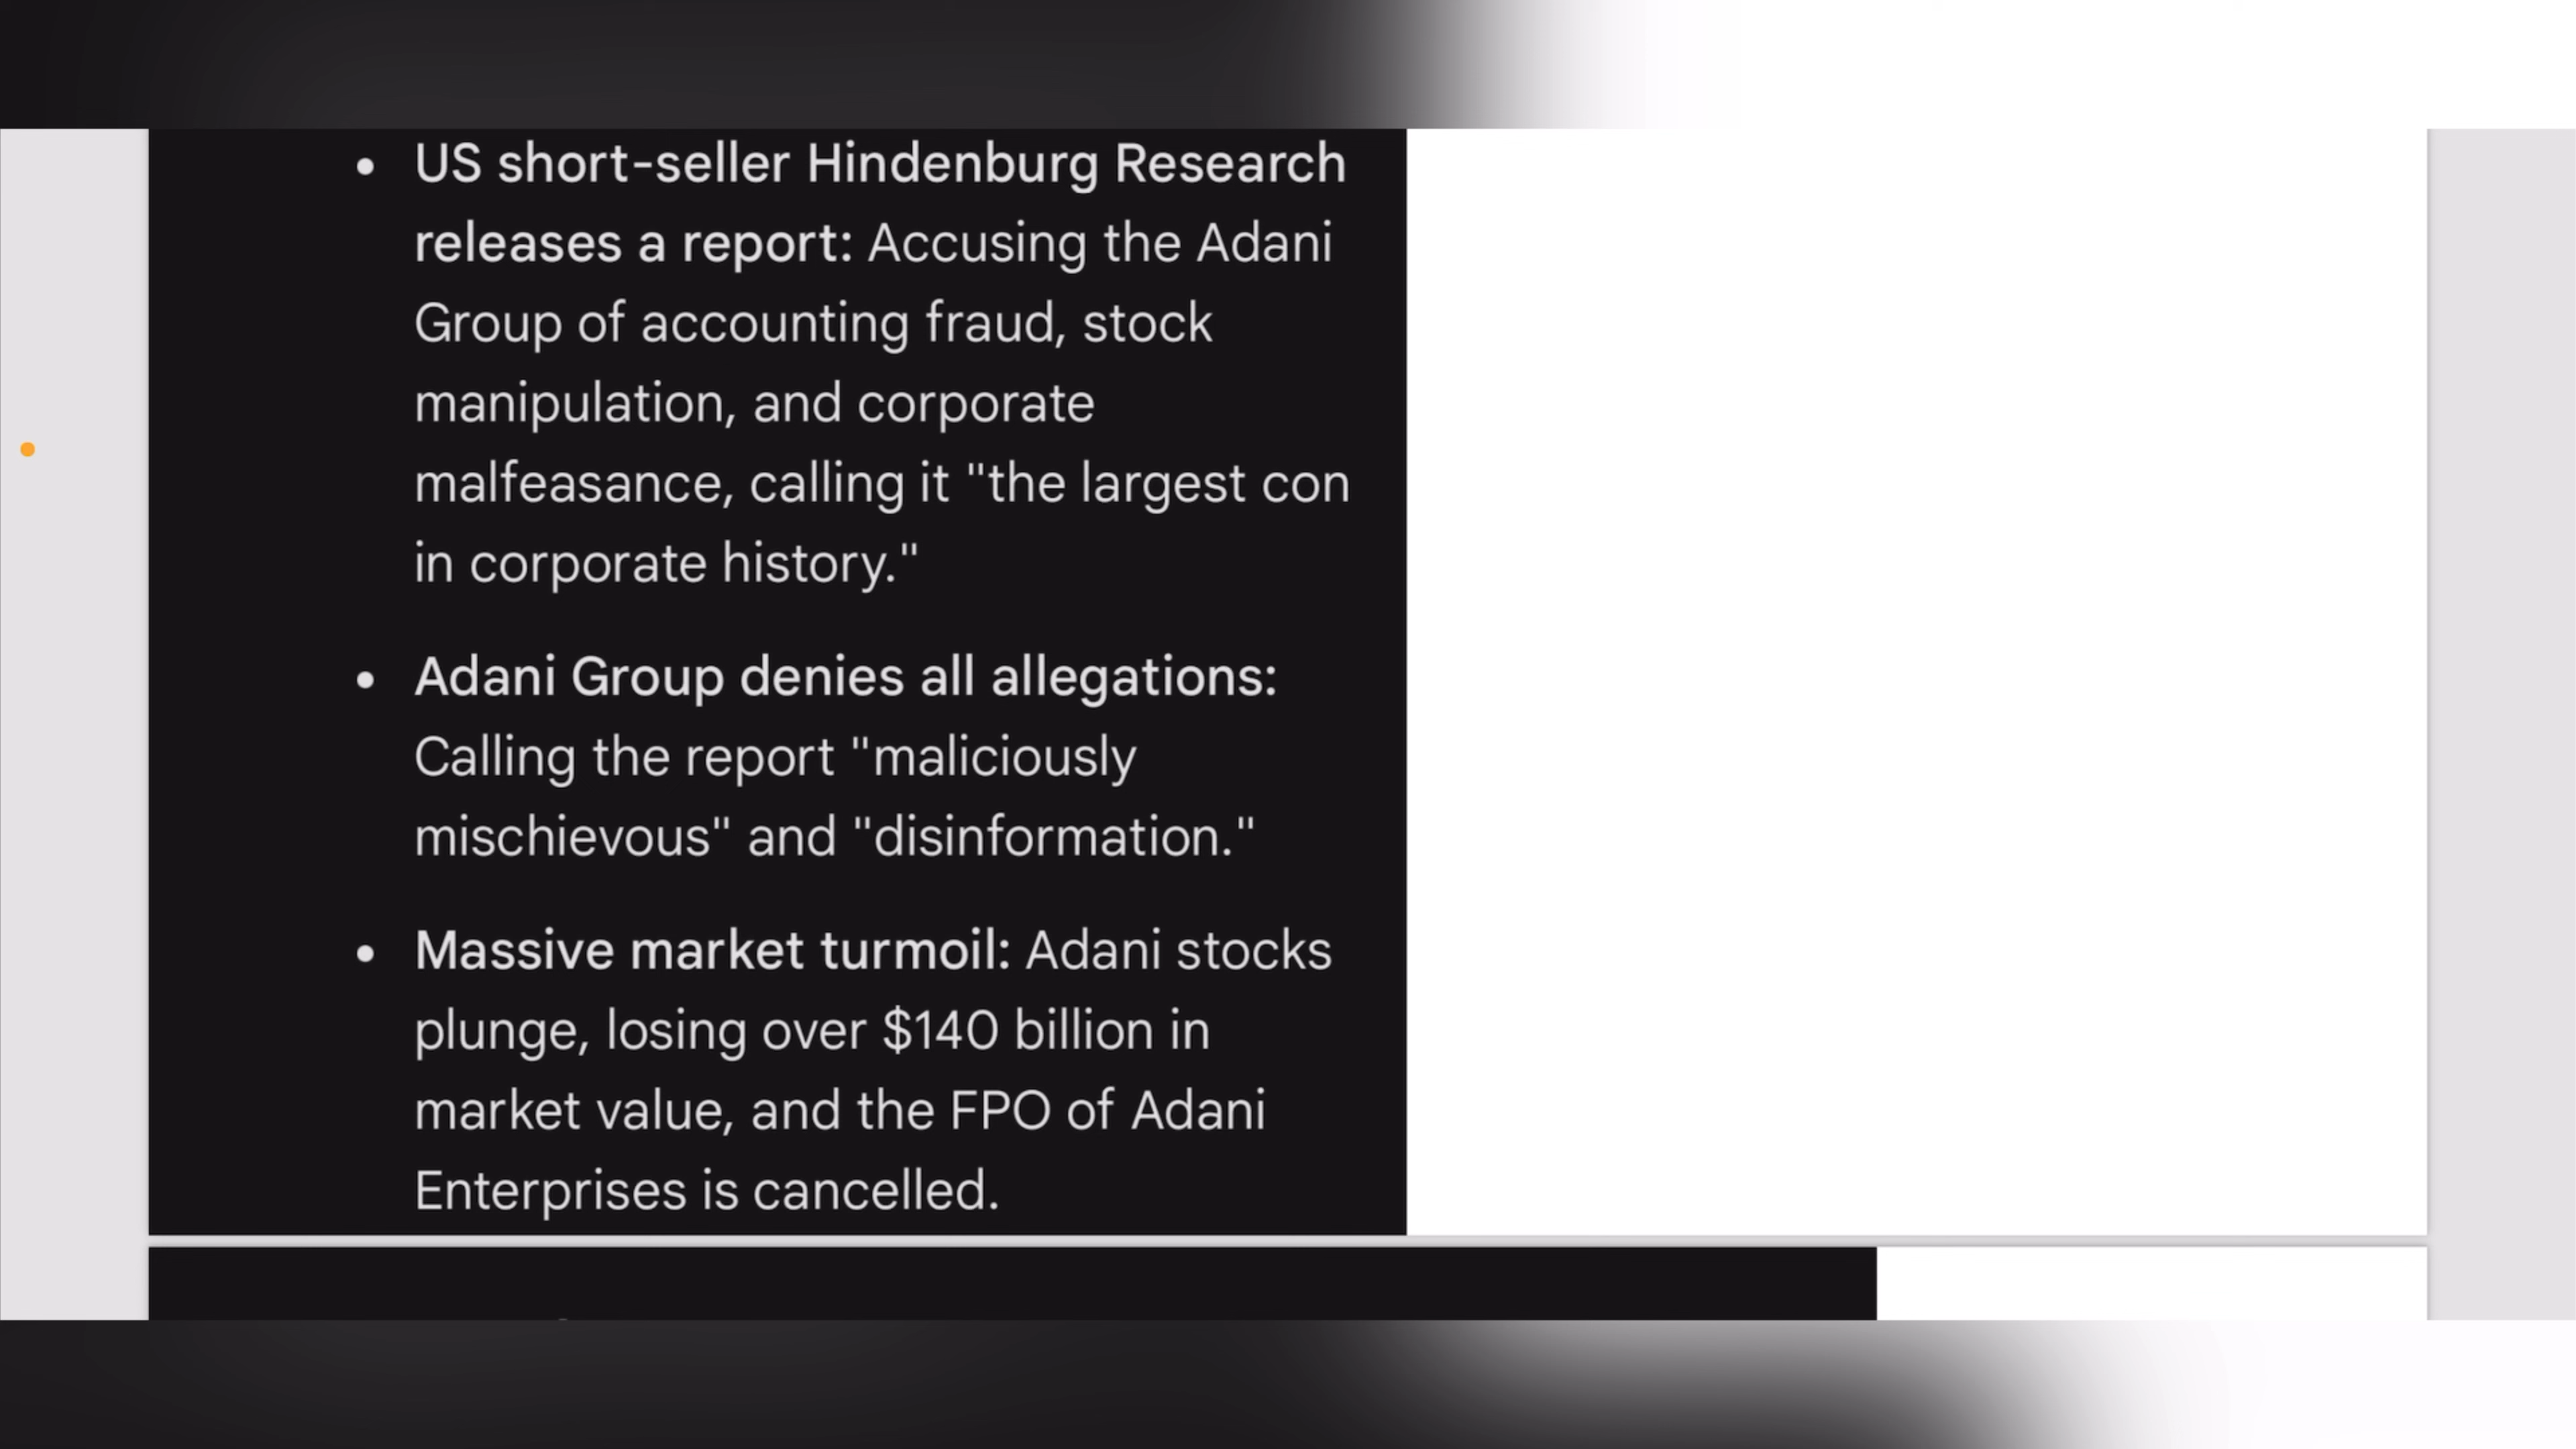 • US short-seller Hindenburg Research
releases a report: Accusing the Adani
Group of accounting fraud, stock
manipulation, and corporate
malfeasance, calling it "the largest con
in corporate history."
• Adani Group denies all allegations:
Calling the report "maliciously
mischievous" and "disinformation."
• Massive market turmoil: Adani stocks
plunge, losing over $140 billion in
market value, and the FPO of Adani
Enterprises is cancelled.